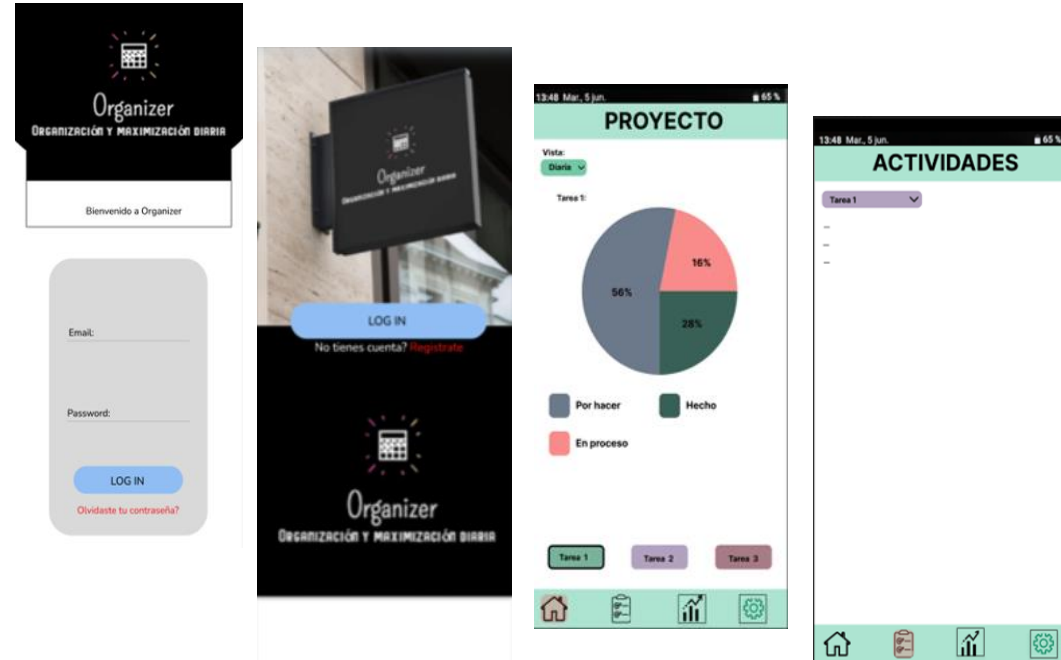 Organizer
ORGANIZACIÓN Y MAXIMIZACIÓN DIARIA
Bienvenido a Organizer
Email:
Password:
LOG IN
Olvidaste tu contraseña?
Organizer
ORGANIZACIÓN Y MAXIMIZACIÓN DIARIA
LOG IN
No tienes cuenta? Registrate
Organizer
ORGANIZACIÓN Y MAXIMIZACIÓN DIARIA
13:48 Mar., 5 jun. 65 %
PROYECTO
Vista:
Diaria
Tarea 1:
16%
56%
28%
Por hacer
Hecho
En proceso
Tarea 1
Tarea 2
Tarea 3
13:48 Mar., 5 jun. 65 %
ACTIVIDADES
Tarea 1
–
–
–